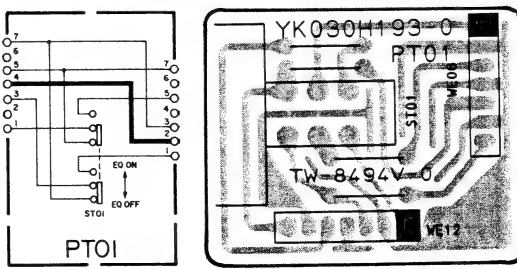 7
6
5
4
3
2
1
7
6
5
4
3
2
1
EQ ON
EQ OFF
ST01
PT01
YK030H193-0
PT01
ST01
WE06
TW-8494V-0
WE12